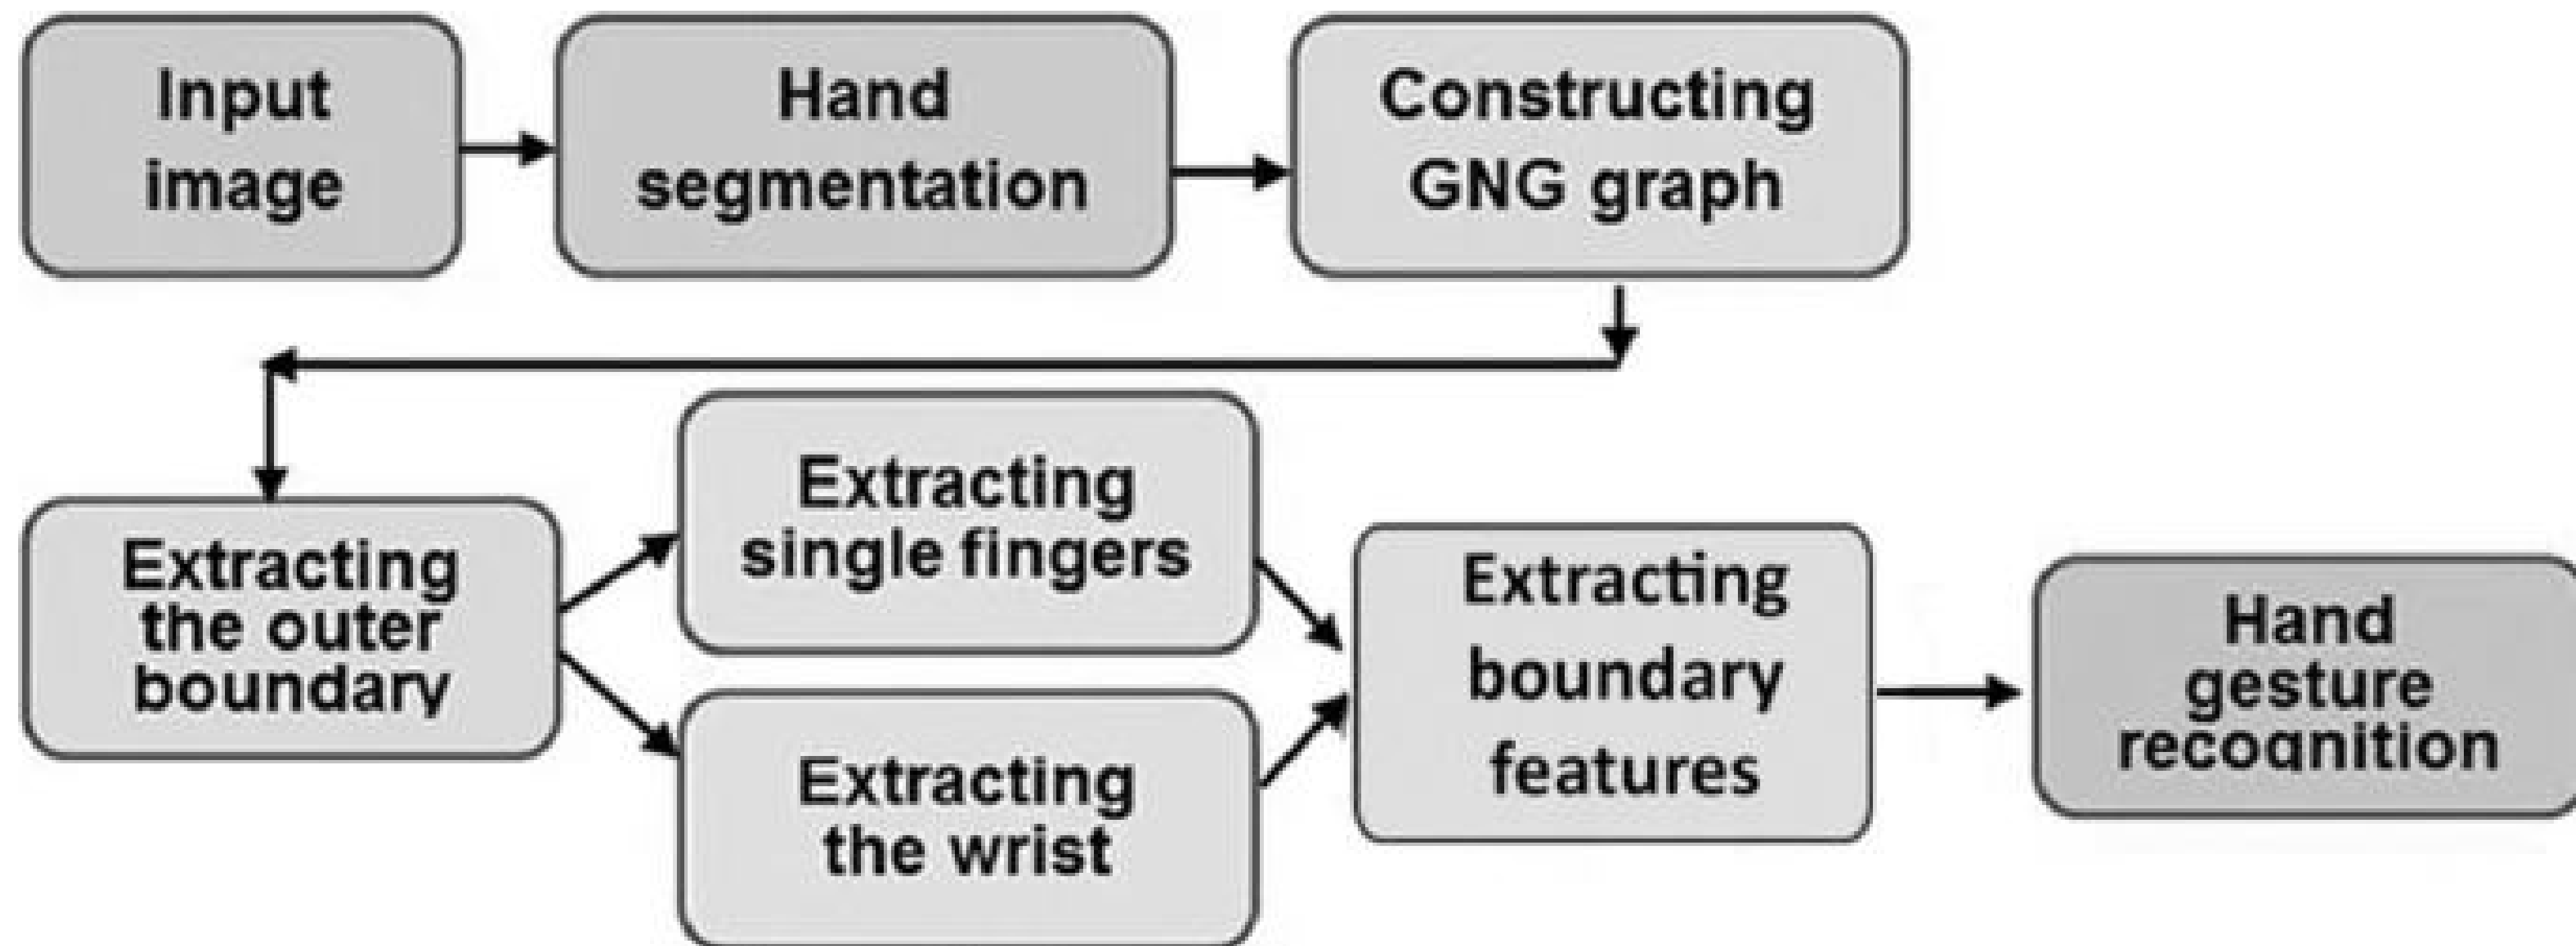 Input
image
Hand
segmentation
Constructing
GNG graph
Extracting
the outer
boundary
Extracting
single fingers
Extracting
the wrist
Extracting
boundary
features
Hand
gesture
recognition